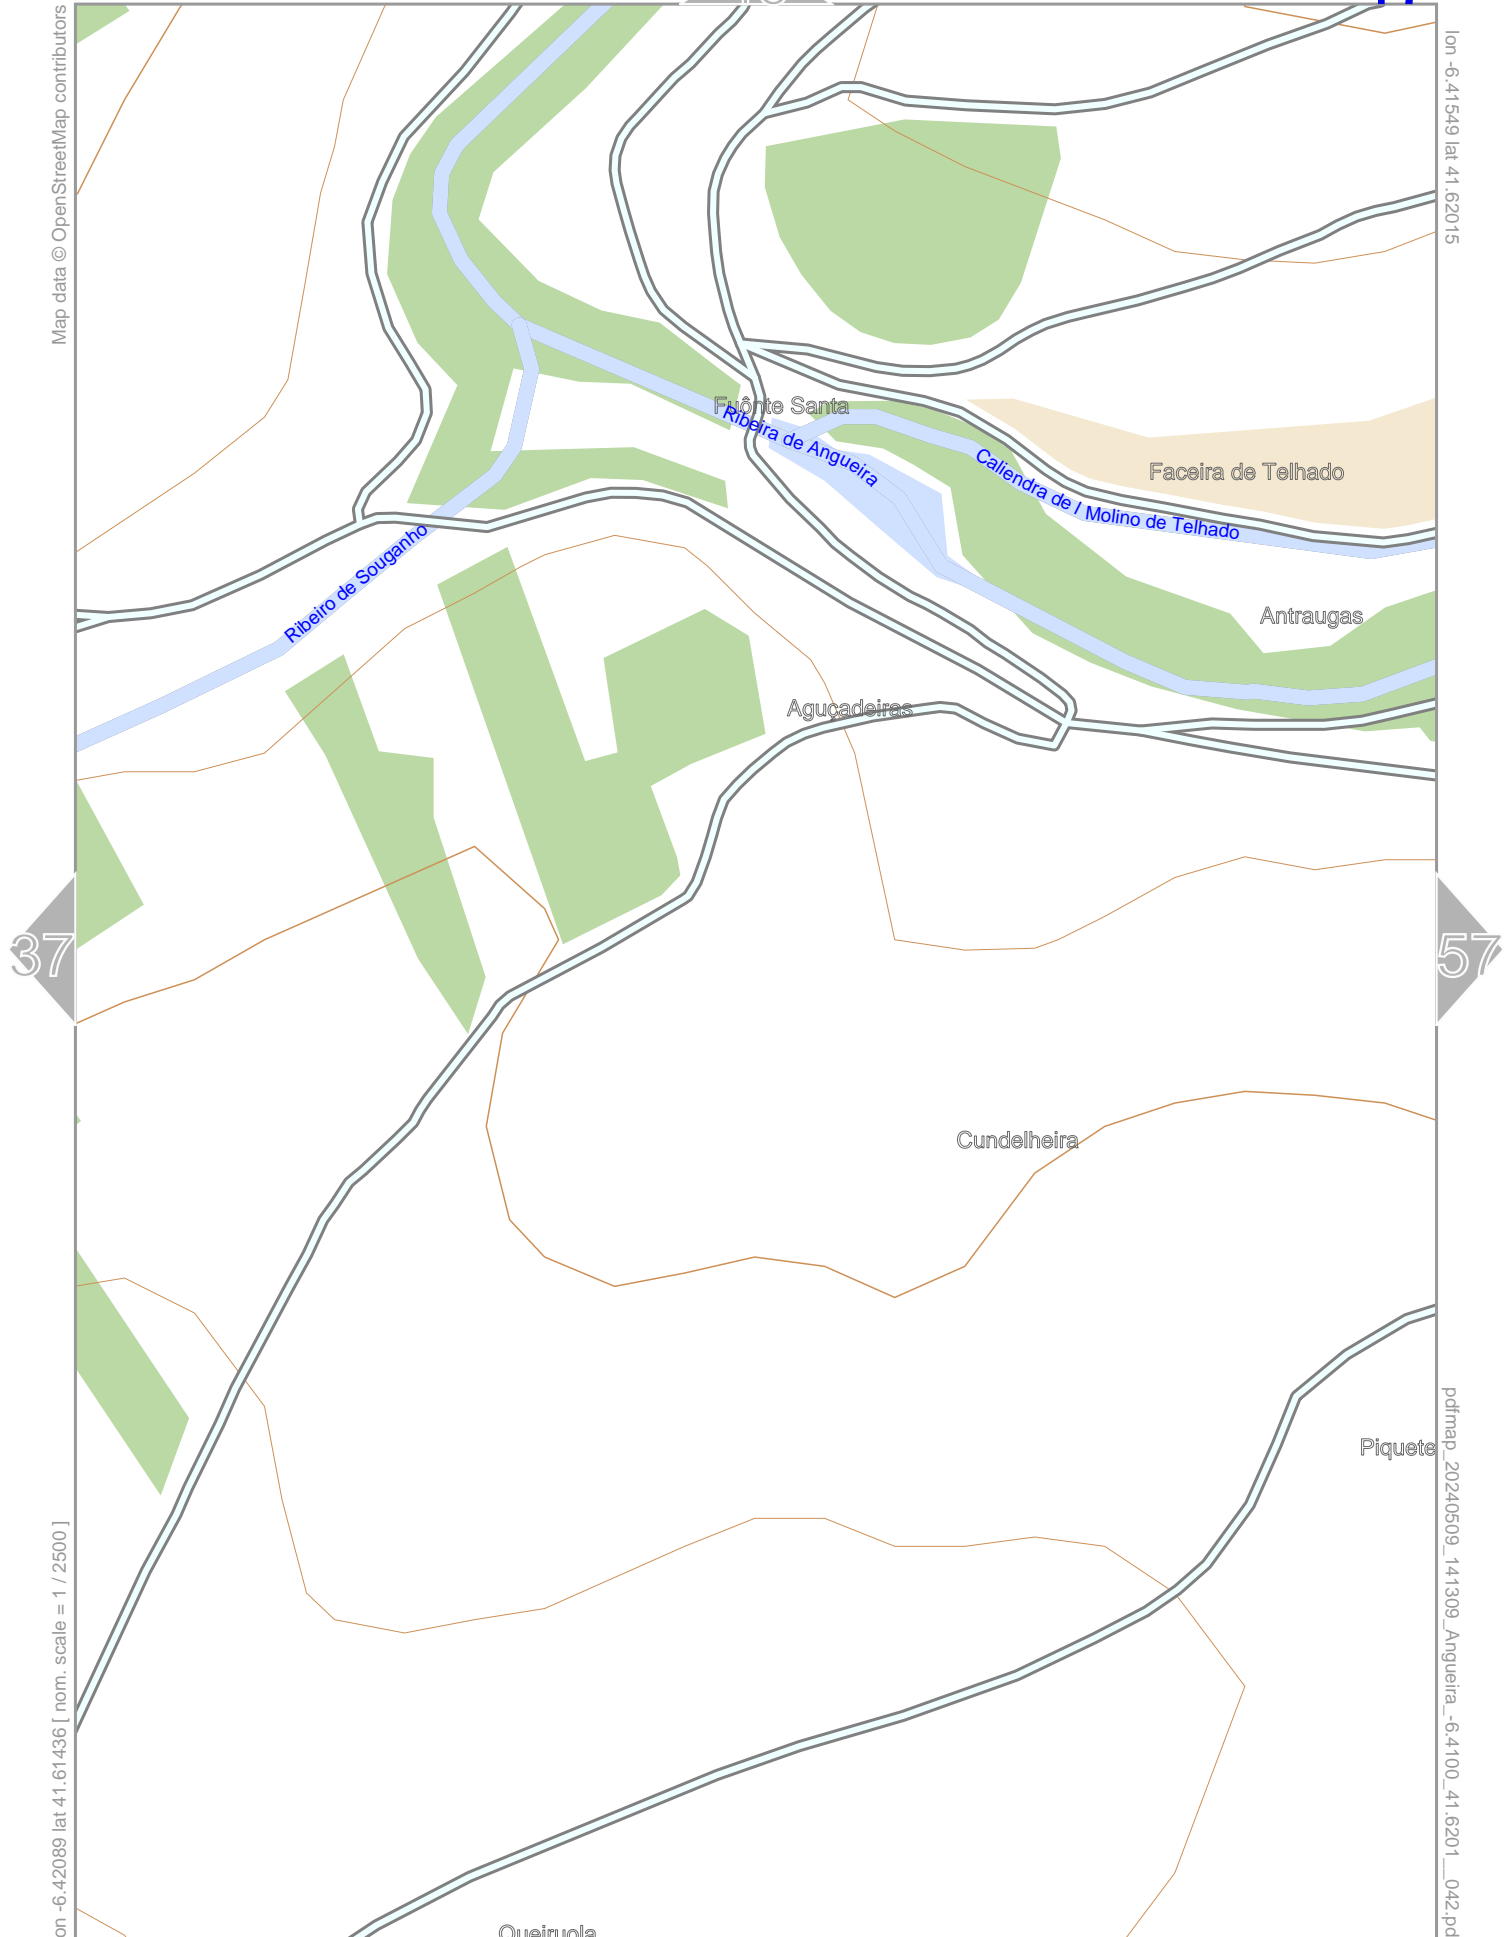 Map data © OpenStreetMap contributors
lon -6.41549 lat 41.62015
Fuônte Santa
Ribeira de Angueira
Caliendra de l Molino de Telhado
Faceira de Telhado
Ribeiro de Souganho
Antraugas
Aguçadeiras
37
57
Cundelheira
Piquete
Queiruola
on -6.42089 lat 41.61436 [ nom. scale = 1 / 2500 ]
pdfmap_20240509_141309_Angueira_-6.4100_41.6201__042.pd